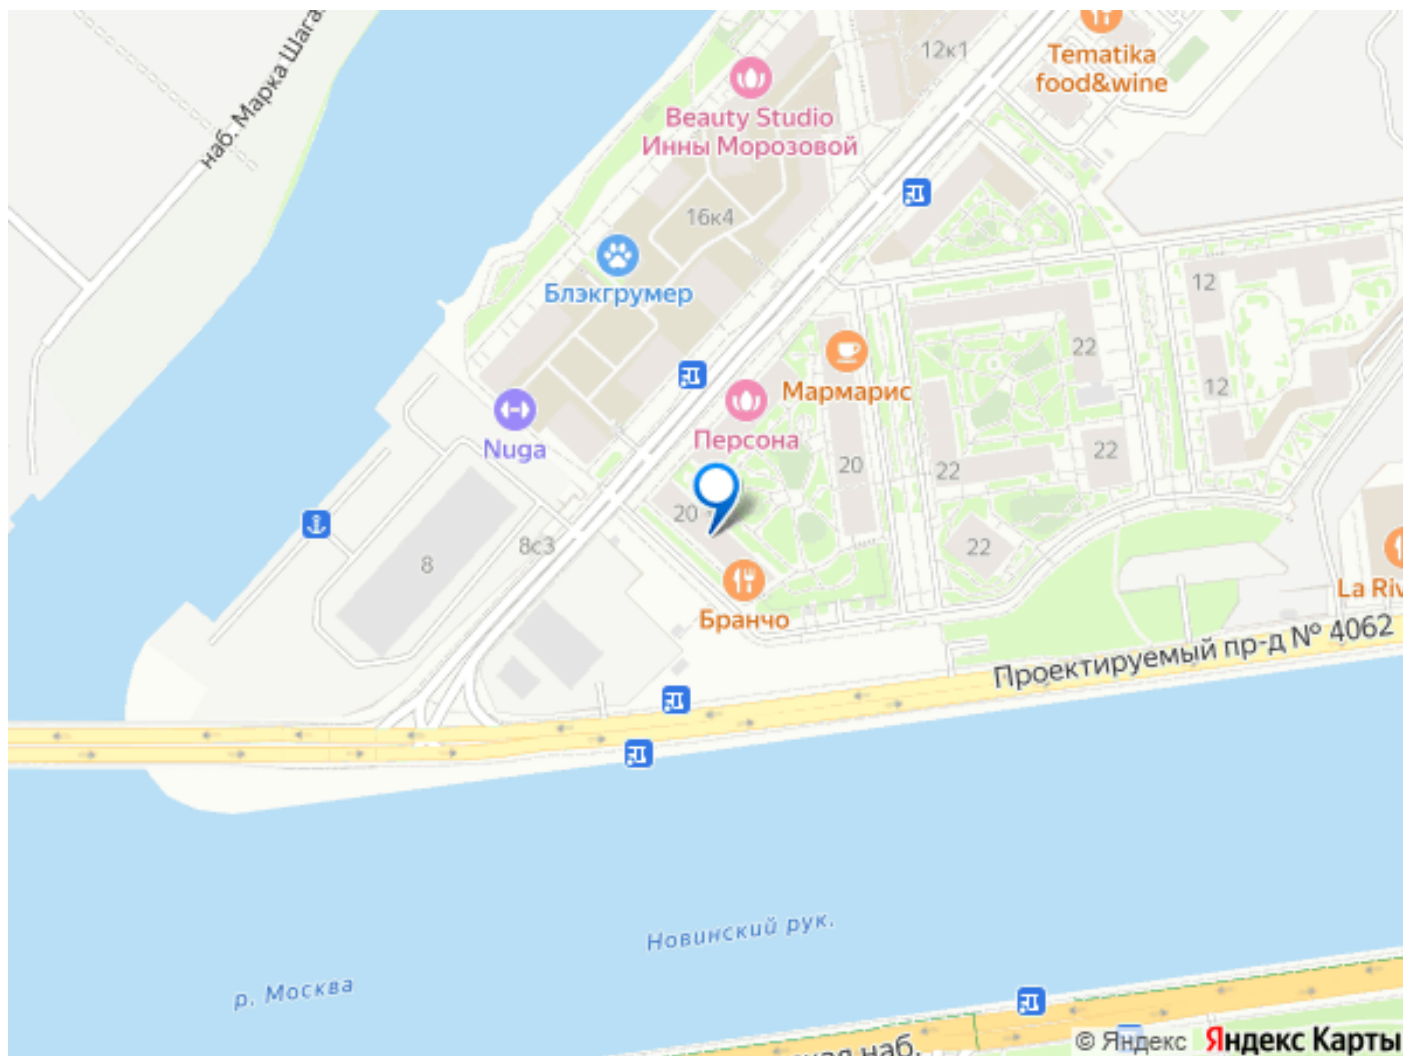 наб. Марка Шага
12к1
Tematika
food&wine
Beauty Studio
Инны Морозовой
16к4
Блэкгрумер
12
22
Мармарис
12
Nuga
Персона
22
20
22
20
8с3
22
8
La Riv
Бранчо
Проектируемый пр-д № 4062
Новинский рук.
р. Москва
кая наб.
© Яндекс Яндекс Карты